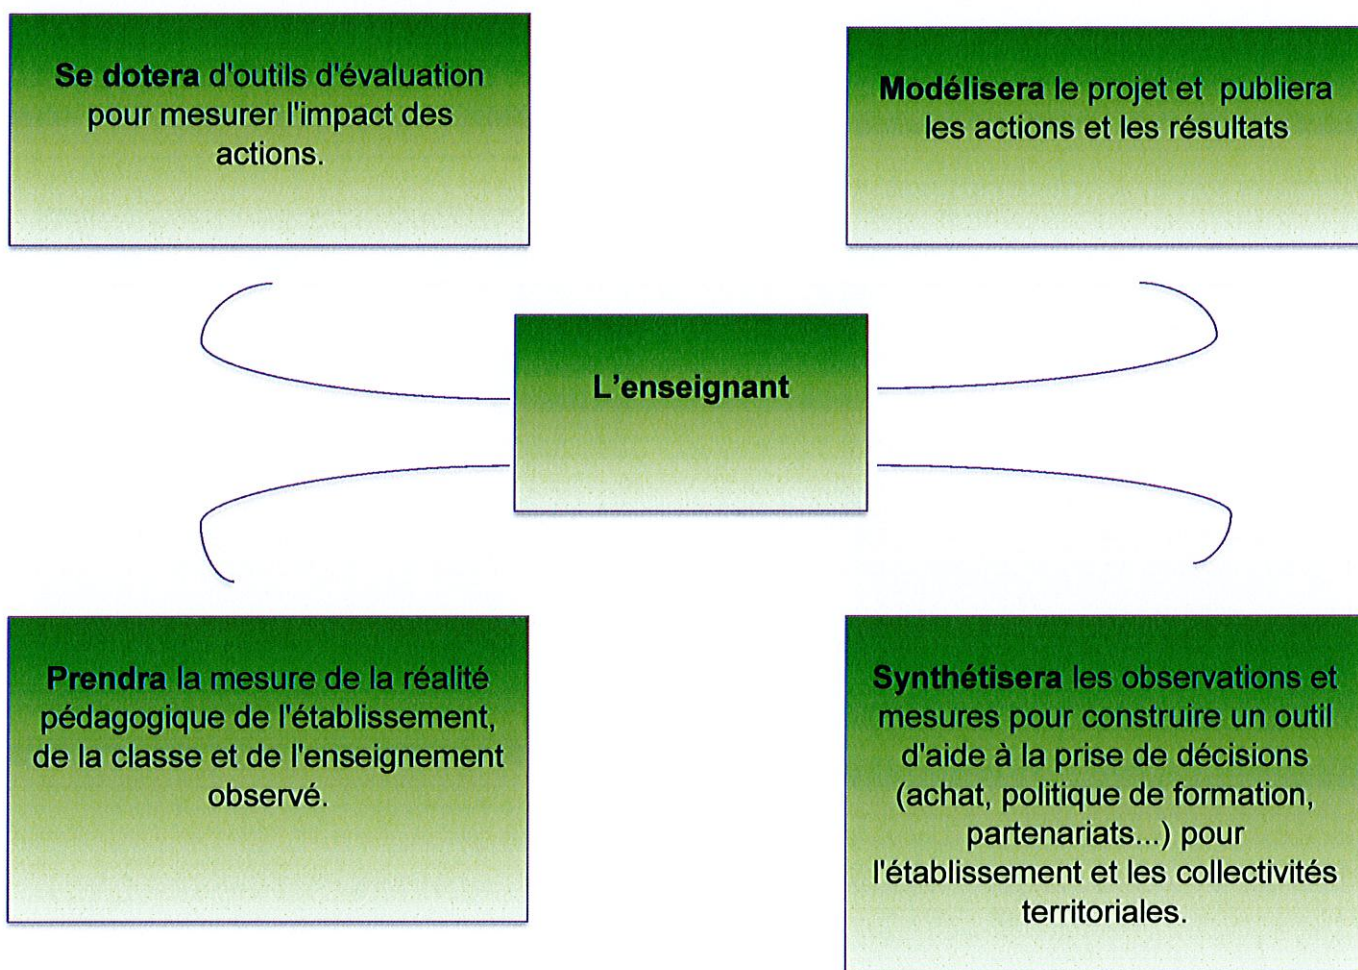 Se dotera d'outils d'évaluation
pour mesurer l'impact des
actions.
Modélisera le projet et publiera
les actions et les résultats
L'enseignant
Prendra la mesure de la réalité
pédagogique de l'établissement,
de la classe et de l'enseignement
observé.
Synthétisera les observations et
mesures pour construire un outil
d'aide à la prise de décisions
(achat, politique de formation,
partenariats...) pour
l'établissement et les collectivités
territoriales.